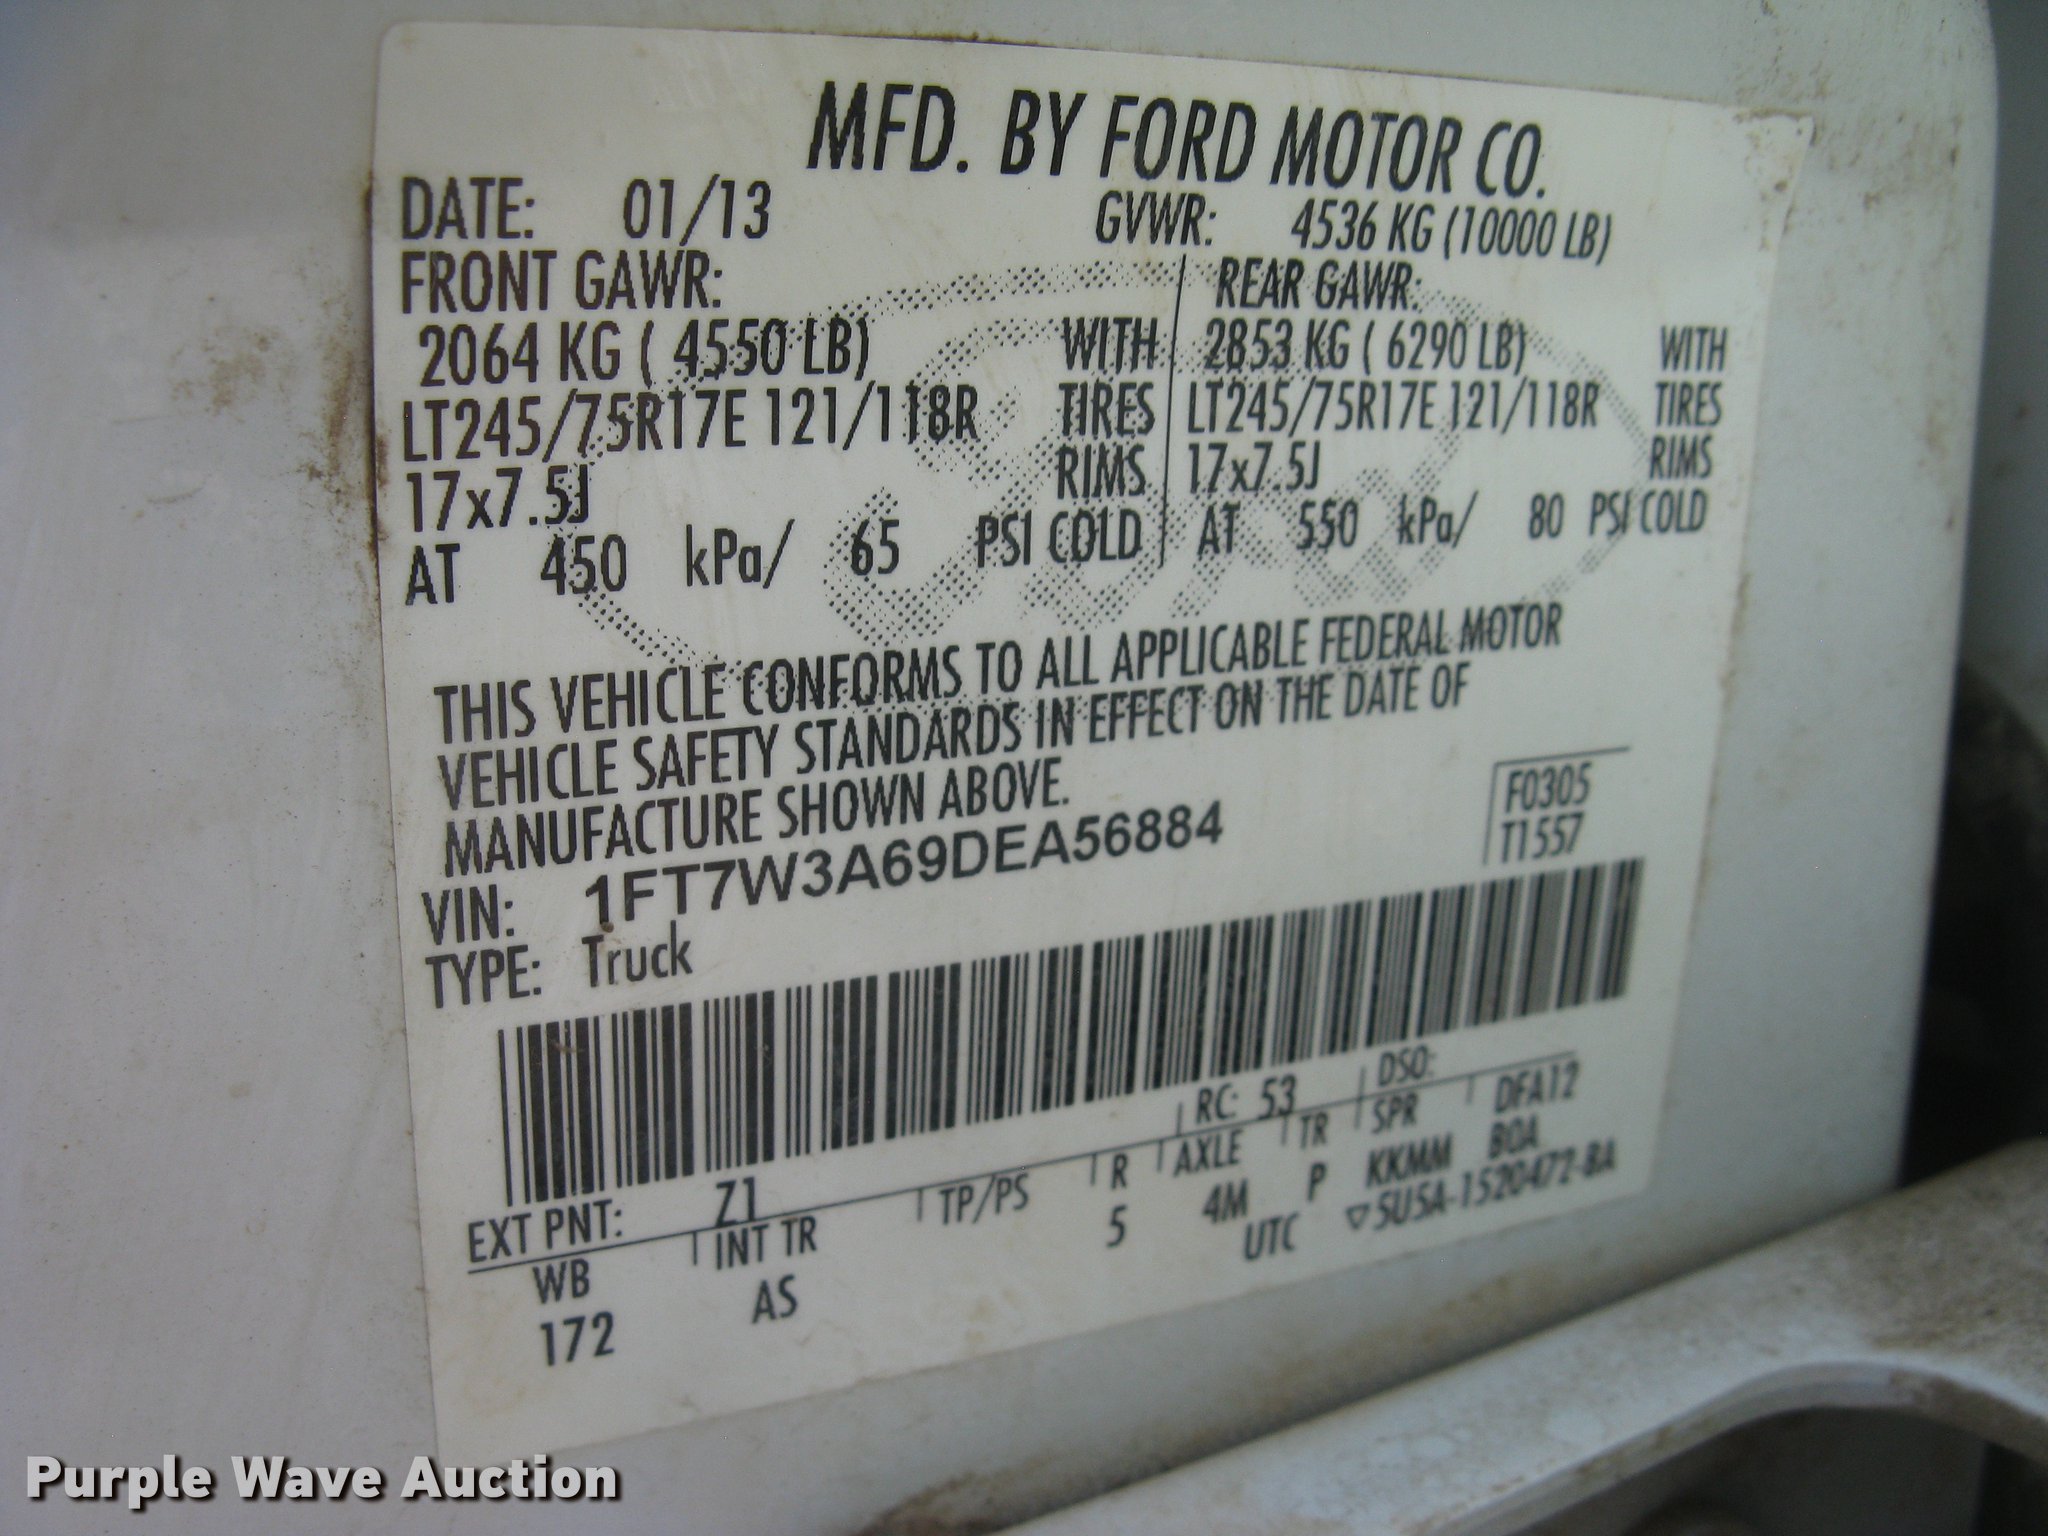 MFD. BY FORD MOTOR CO.
DATE: 01/13 GVWR: 4536 KG (10000 LB)
FRONT GAWR: REAR GAWR:
2064 KG ( 4550 LB) WITH 2853 KG ( 6290 LB) WITH
LT245/75R17E 121/118R TIRES LT245/75R17E 121/118R TIRES
17x7.5J RIMS 17x7.5J RIMS
AT 450 kPa/ 65 PSI COLD AT 550 kPa/ 80 PSI COLD
THIS VEHICLE CONFORMS TO ALL APPLICABLE FEDERAL MOTOR
VEHICLE SAFETY STANDARDS IN EFFECT ON THE DATE OF
MANUFACTURE SHOWN ABOVE.
F0305
T1557
VIN: 1FT7W3A69DEA56884
TYPE: Truck
EXT PNT: Z1 RC: 53 DSO:
WB INT TR TP/PS R AXLE TR SPR DFA12
172 AS 5 4M P KKMM BOA
UTC ▽5U5A-1520472-BA
Purple Wave Auction